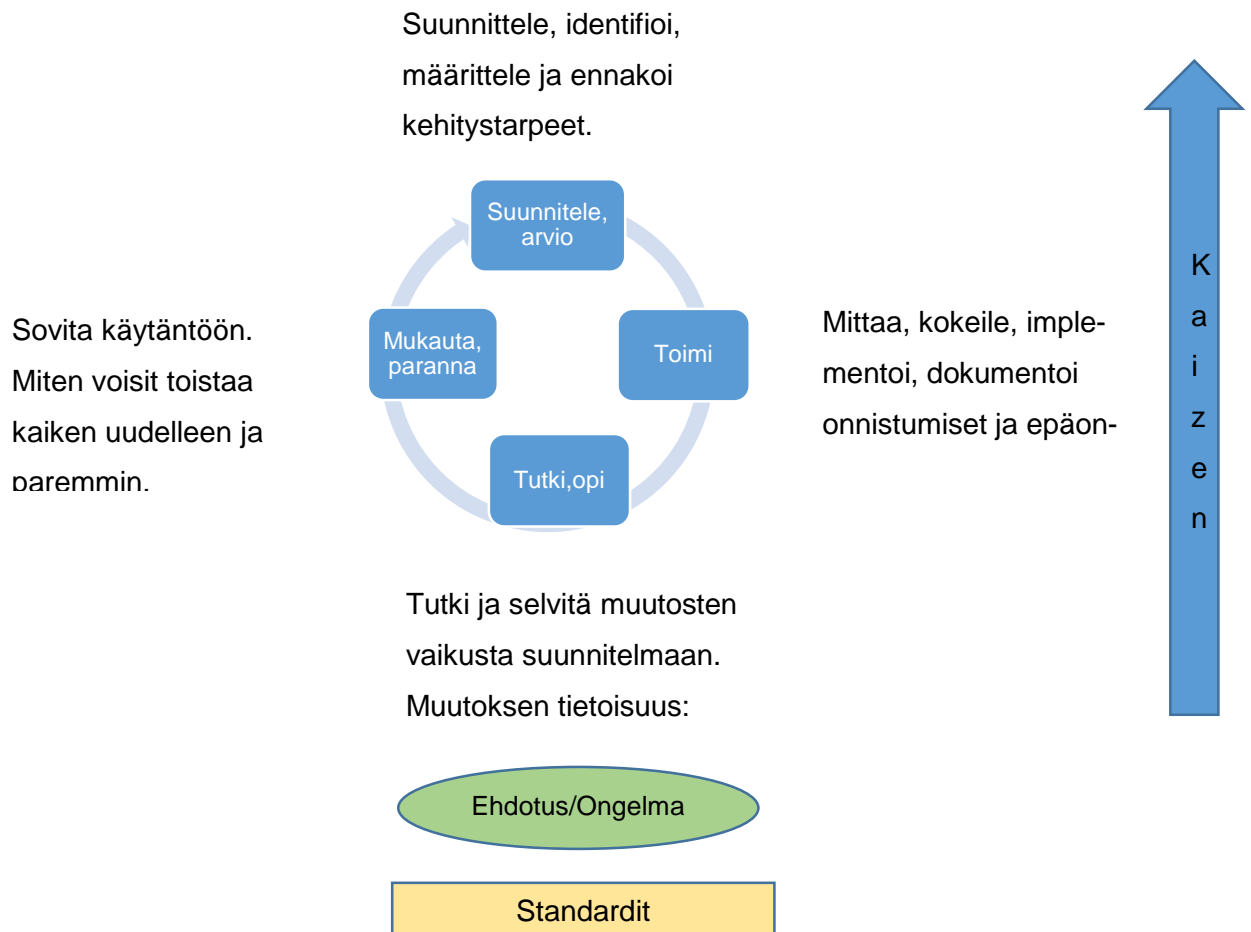 Suunnittele, identifioi,
määrittele ja ennakoi
kehitystarpeet.
Suunnitele,
arvio
Mukauta,
paranna
Toimi
Tutki,opi
Sovita käytäntöön.
Miten voisit toistaa
kaiken uudelleen ja
paremmin.
Mittaa, kokeile, imple-
mentoi, dokumentoi
onnistumiset ja epäon-
Tutki ja selvitä muutosten
vaikusta suunnitelmaan.
Muutoksen tietoisuus:
Ehdotus/Ongelma
Standardit
K
a
i
z
e
n